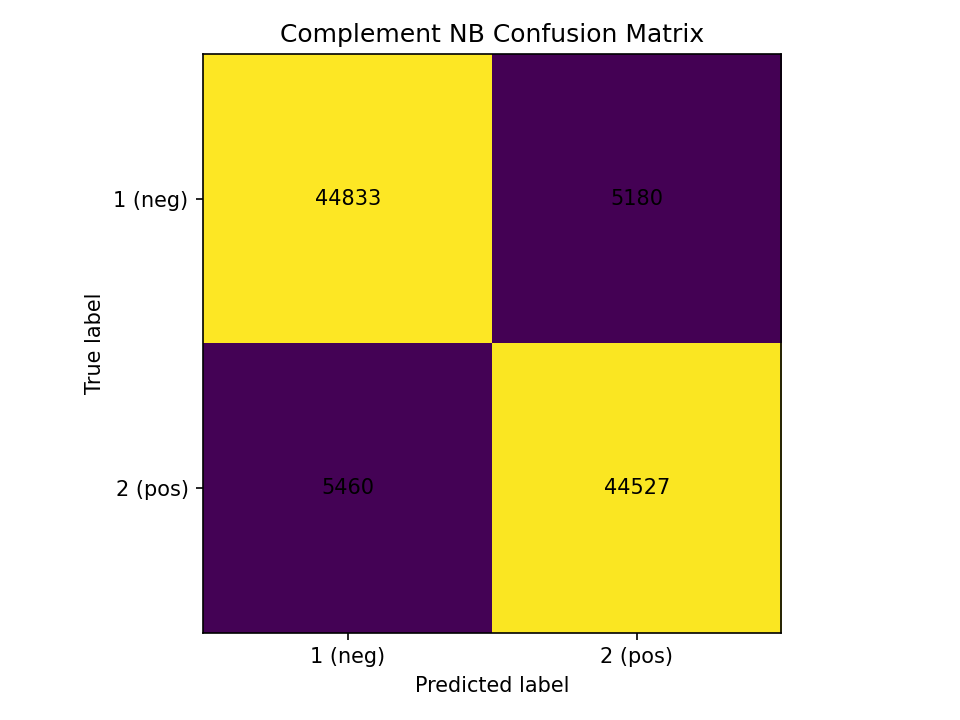 Complement NB Confusion Matrix
1 (neg)
44833
5180
True label
2 (pos)
5460
44527
1 (neg)
2 (pos)
Predicted label